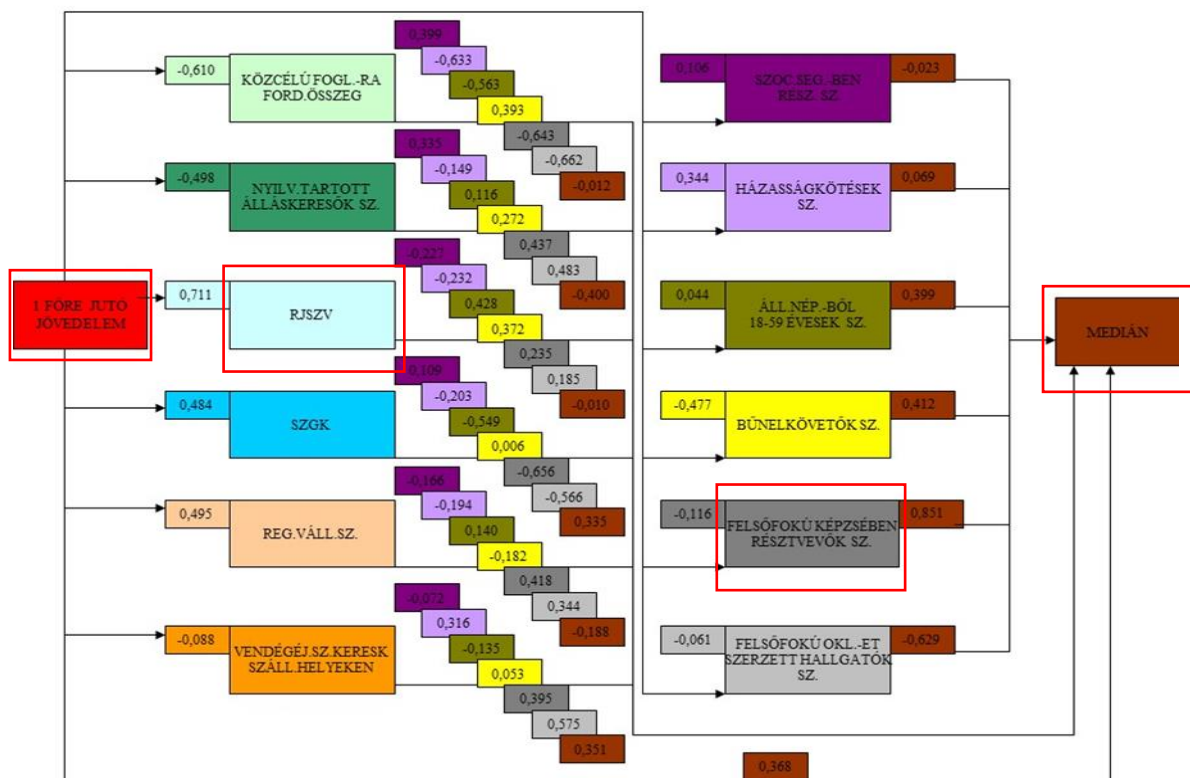 0,399
-0,633
-0,563
0,393
-0,643
-0,662
-0,012
-0,610
KÖZCÉLÚ FOGL.-RA
FORD.ÖSSZEG
0,335
-0,149
0,116
0,272
0,437
0,483
-0,400
-0,498
NYILV.TARTOTT
ÁLLÁSKERESŐK SZ.
-0,227
-0,232
0,428
0,372
0,235
0,185
-0,010
1 FŐRE JUTÓ
JÖVEDELEM
0,711
RJSZV
0,109
-0,203
-0,549
0,006
-0,656
-0,566
0,335
0,484
SZGK
-0,166
-0,194
0,140
-0,182
0,418
0,344
-0,188
0,495
REG.VÁLL.SZ.
-0,072
0,316
-0,135
0,053
0,395
0,575
0,351
-0,088
VENDÉGÉJ.SZ.KERESK
SZÁLL.HELYEKEN
0,106
SZOC.SEG.-BEN
RÉSZ. SZ.
-0,023
0,344
HÁZASSÁGKÖTÉSEK
SZ.
0,069
0,044
ÁLL.NÉP.-BŐL
18-59 ÉVESEK SZ.
0,399
MEDIÁN
-0,477
BŰNELKÖVETŐK SZ.
0,412
-0,116
FELSŐFOKÚ KÉPZSÉBEN
RÉSZTVEVŐK SZ.
0,851
-0,061
FELSŐFOKÚ OKL.-ET
SZERZETT HALLGATÓK
SZ.
-0,629
0,368